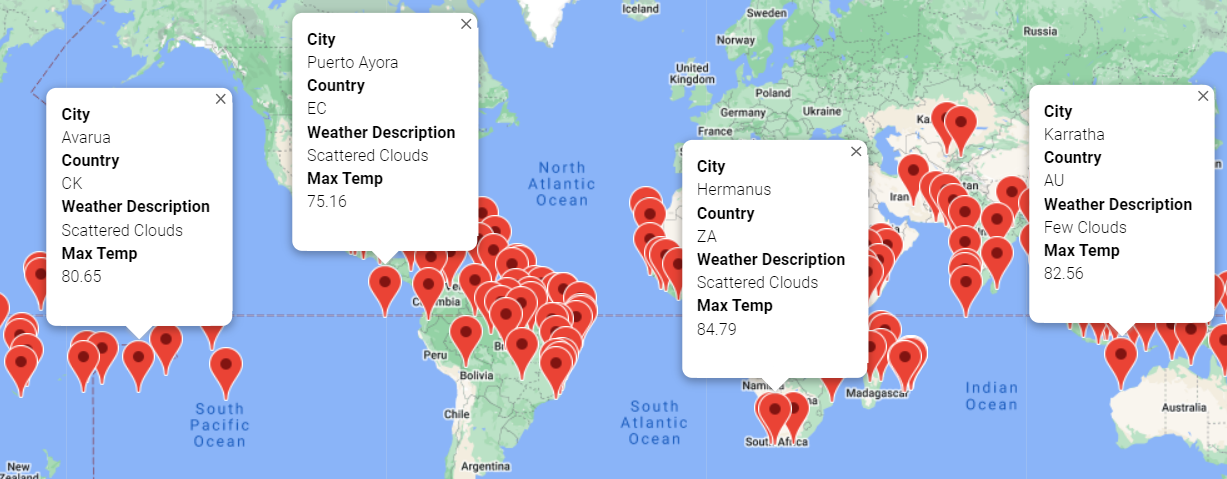 Iceland
Sweden
Norway
Russia
United
Kingdom
Poland
Germany
Ukraine
France
Iran
North
Atlantic
Ocean
City
Avarua
Country
CK
Weather Description
Scattered Clouds
Max Temp
80.65
City
Puerto Ayora
Country
EC
Weather Description
Scattered Clouds
Max Temp
75.16
City
Hermanus
Country
ZA
Weather Description
Scattered Clouds
Max Temp
84.79
City
Karratha
Country
AU
Weather Description
Few Clouds
Max Temp
82.56
Peru
Bolivia
Chile
Argentina
South
Pacific
Ocean
South
Atlantic
Ocean
Madagascar
Indian
Ocean
South Africa
Australia
New
Zealand